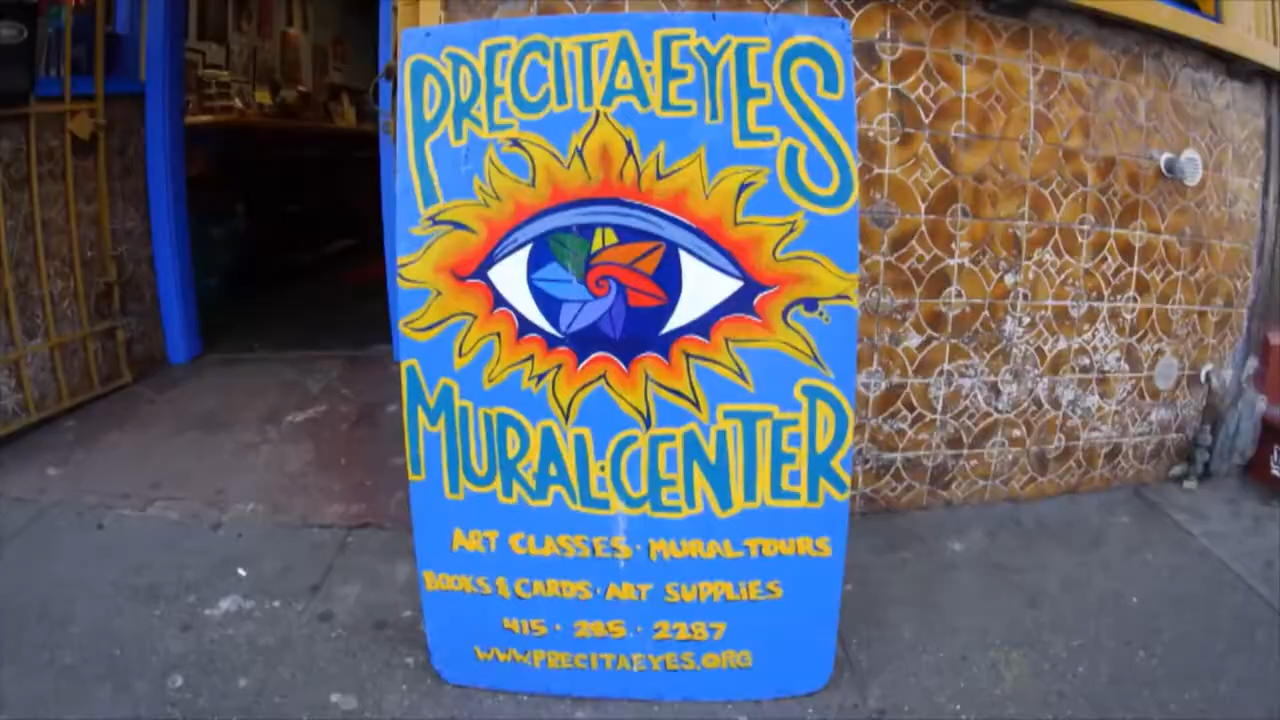 PRECITA EYES
MURAL·CENTER
ART CLASSES · MURAL TOURS
BOOKS & CARDS · ART SUPPLIES
415 · 285 · 2287
WWW.PRECITAEYES.ORG